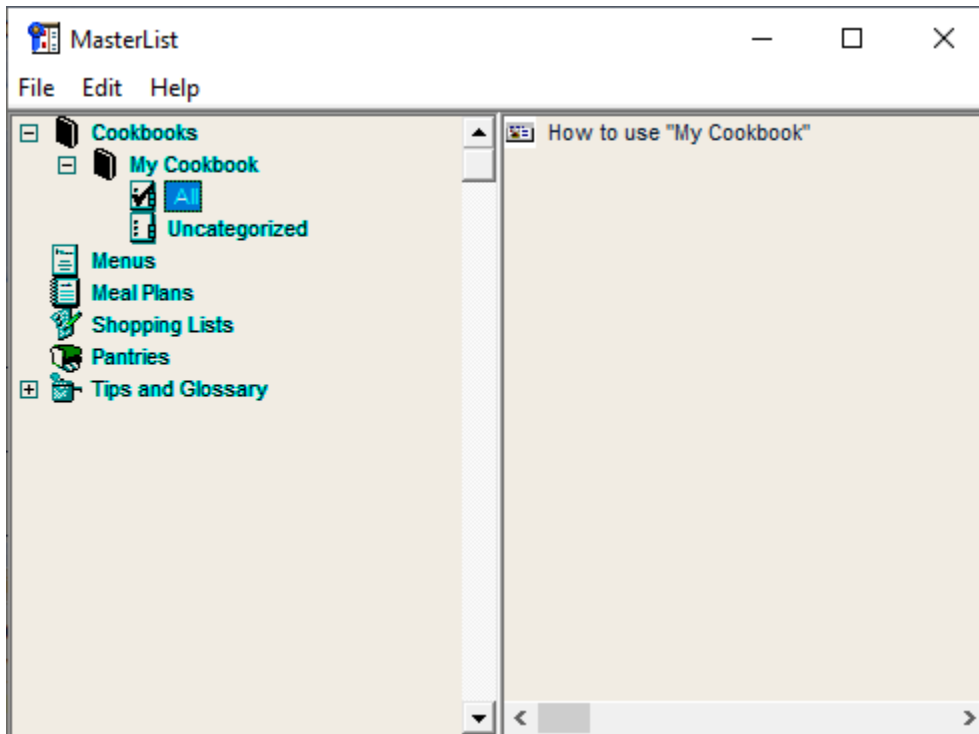 MasterList
File Edit Help
Cookbooks
My Cookbook
All
Uncategorized
Menus
Meal Plans
Shopping Lists
Pantries
Tips and Glossary
How to use "My Cookbook"